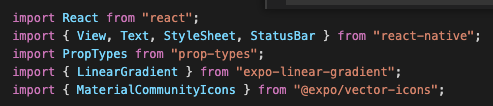 import React from "react";
import { View, Text, StyleSheet, StatusBar } from "react-native";
import PropTypes from "prop-types";
import { LinearGradient } from "expo-linear-gradient";
import { MaterialCommunityIcons } from "@expo/vector-icons";